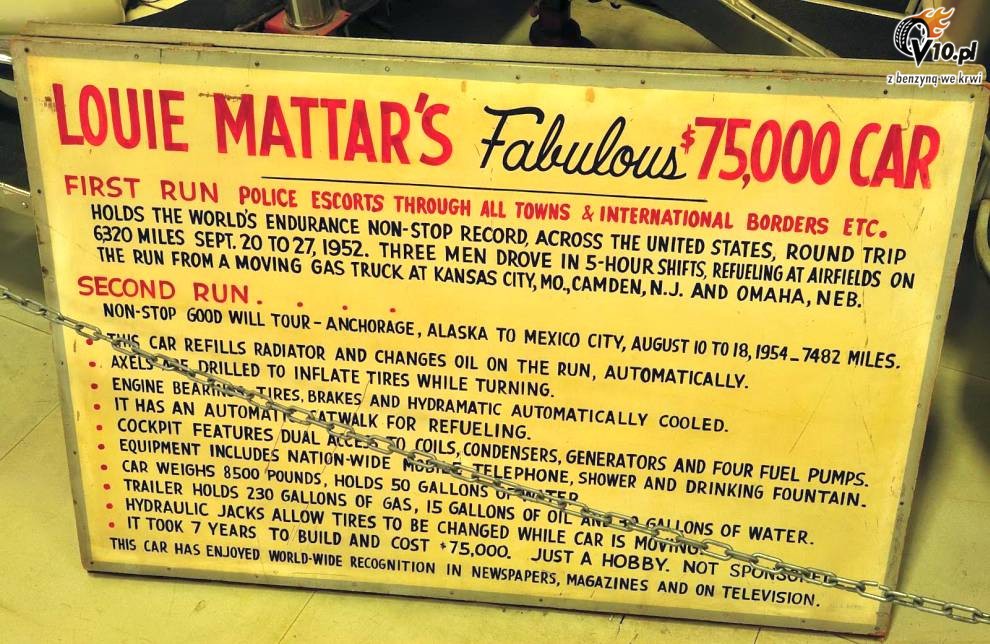 V10.pl
z benzyną we krwi
LOUIE MATTAR'S Fabulous $75,000 CAR
FIRST RUN POLICE ESCORTS THROUGH ALL TOWNS & INTERNATIONAL BORDERS ETC.
HOLDS THE WORLD'S ENDURANCE NON-STOP RECORD, ACROSS THE UNITED STATES, ROUND TRIP
6320 MILES SEPT. 20 TO 27, 1952. THREE MEN DROVE IN 5-HOUR SHIFTS, REFUELING AT AIRFIELDS ON
THE RUN FROM A MOVING GAS TRUCK AT KANSAS CITY, MO., CAMDEN, N.J. AND OMAHA, NEB.
SECOND RUN. . . . .
NON-STOP GOOD WILL TOUR - ANCHORAGE, ALASKA TO MEXICO CITY, AUGUST 10 TO 18, 1954 - 7482 MILES.
• THIS CAR REFILLS RADIATOR AND CHANGES OIL ON THE RUN, AUTOMATICALLY.
• AXELS ARE DRILLED TO INFLATE TIRES WHILE TURNING.
• ENGINE BEARINGS, TIRES, BRAKES AND HYDRAMATIC AUTOMATICALLY COOLED.
• IT HAS AN AUTOMATIC CATWALK FOR REFUELING.
• COCKPIT FEATURES DUAL ACCESS TO COILS, CONDENSERS, GENERATORS AND FOUR FUEL PUMPS.
• EQUIPMENT INCLUDES NATION-WIDE MOBILE TELEPHONE, SHOWER AND DRINKING FOUNTAIN.
• CAR WEIGHS 8500 POUNDS, HOLDS 50 GALLONS OF WATER.
• TRAILER HOLDS 230 GALLONS OF GAS, 15 GALLONS OF OIL AND GALLONS OF WATER.
• HYDRAULIC JACKS ALLOW TIRES TO BE CHANGED WHILE CAR IS MOVING.
• IT TOOK 7 YEARS TO BUILD AND COST $75,000. JUST A HOBBY. NOT SPONSORED
THIS CAR HAS ENJOYED WORLD-WIDE RECOGNITION IN NEWSPAPERS, MAGAZINES AND ON TELEVISION.